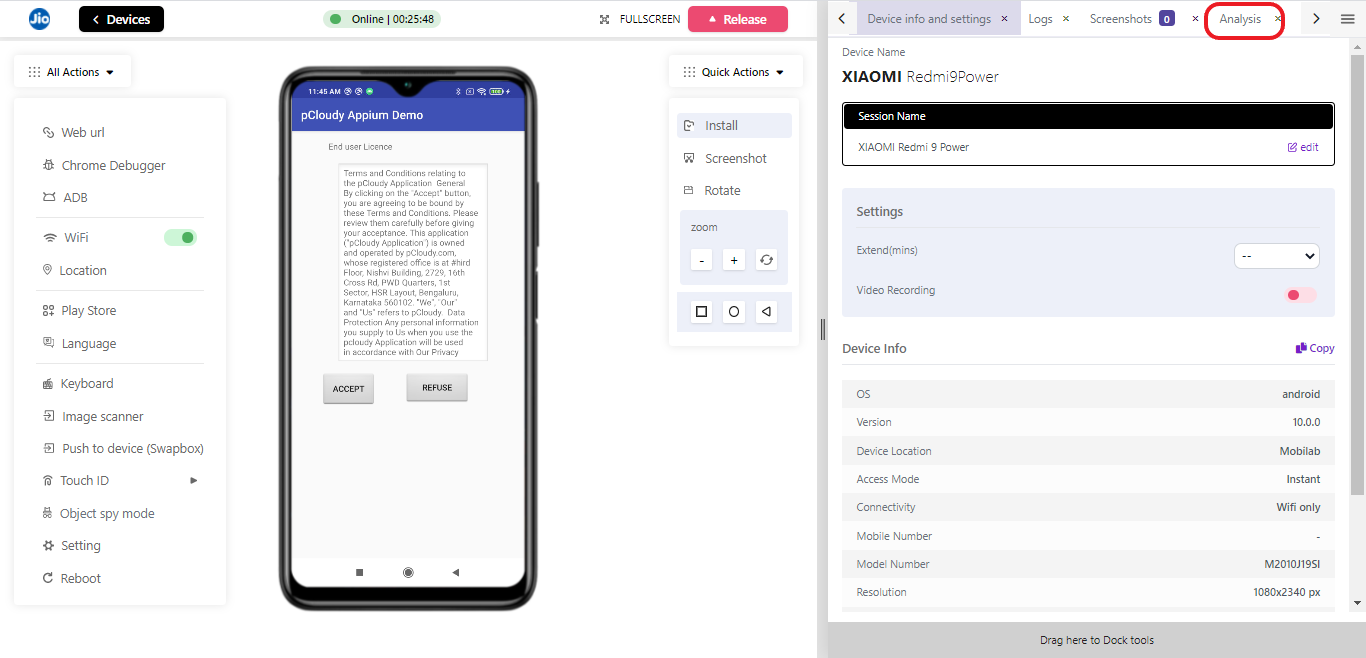 Jio
Devices
Online | 00:25:48
FULLSCREEN
Release
All Actions
Web url
Chrome Debugger
ADB
WiFi
Location
Play Store
Language
Keyboard
Image scanner
Push to device (Swapbox)
Touch ID
Object spy mode
Setting
Reboot
11:45 AM
pCloudy Appium Demo
End user Licence
Terms and Conditions relating to
the pCloudy Application  General
By clicking on the "Accept" button,
you are agreeing to be bound by
these Terms and Conditions. Please
review them carefully before giving
your acceptance. This application
("pCloudy Application") is owned
and operated by pCloudy.com,
whose registered office is at #hird
Floor, Nishvi Building, 2729, 16th
Cross Rd, PWD Quarters, 1st
Sector, HSR Layout, Bengaluru,
Karnataka 560102. "We", "Our"
and "Us" refers to pCloudy.  Data
Protection Any personal information
you supply to Us when you use the
pcloudy Application will be used
in accordance with Our Privacy
ACCEPT
REFUSE
Quick Actions
Install
Screenshot
Rotate
zoom
- +
Device info and settings × Logs × Screenshots 0 × Analysis ×
Device Name
XIAOMI Redmi9Power
Session Name
XIAOMI Redmi 9 Power edit
Settings
Extend(mins) --
Video Recording
Device Info Copy
OS android
Version 10.0.0
Device Location Mobilab
Access Mode Instant
Connectivity Wifi only
Mobile Number -
Model Number M2010J19SI
Resolution 1080x2340 px
Drag here to Dock tools